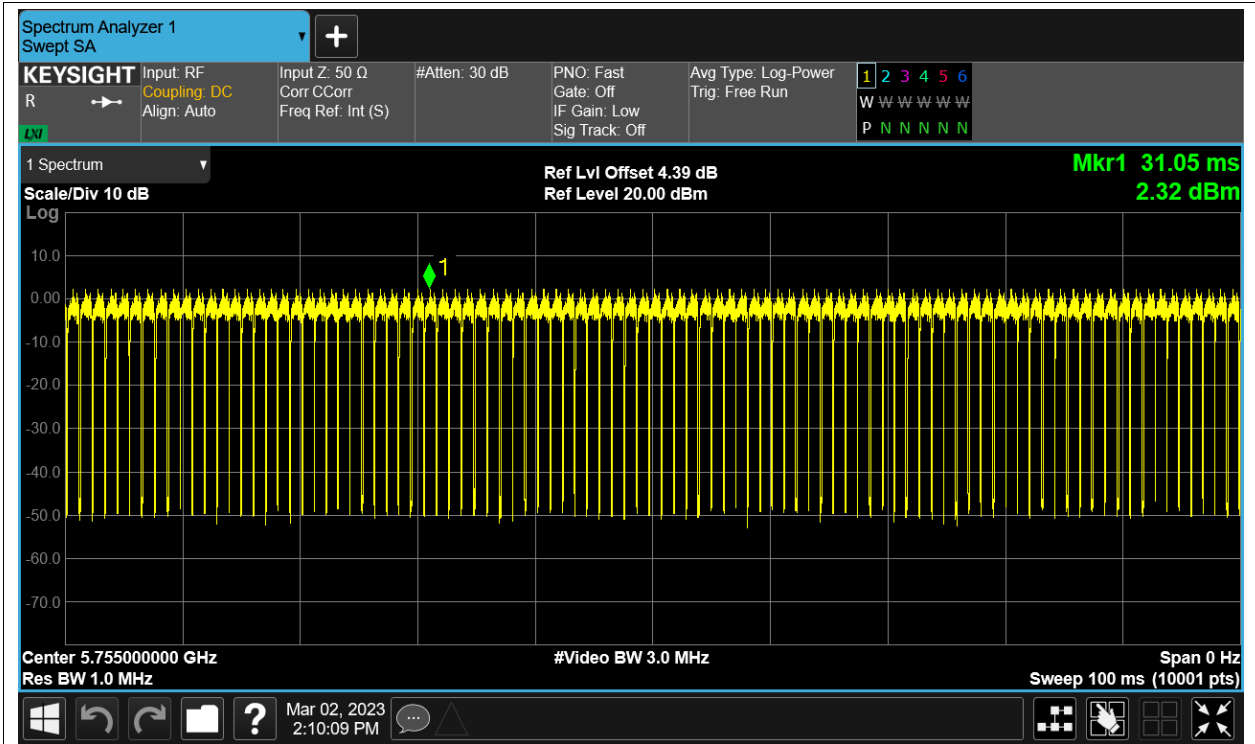 Spectrum Analyzer 1
Swept SA
+
KEYSIGHT
R
LXI
Input: RF
Coupling: DC
Align: Auto
Input Z: 50 Ω
Corr CCorr
Freq Ref: Int (S)
#Atten: 30 dB
PNO: Fast
Gate: Off
IF Gain: Low
Sig Track: Off
Avg Type: Log-Power
Trig: Free Run
1 2 3 4 5 6
W W W W W W
P N N N N N
1 Spectrum
Scale/Div 10 dB
Log
Ref Lvl Offset 4.39 dB
Ref Level 20.00 dBm
Mkr1 31.05 ms
2.32 dBm
1
10.0
0.00
-10.0
-20.0
-30.0
-40.0
-50.0
-60.0
-70.0
Center 5.755000000 GHz
Res BW 1.0 MHz
#Video BW 3.0 MHz
Span 0 Hz
Sweep 100 ms (10001 pts)
?
Mar 02, 2023
2:10:09 PM